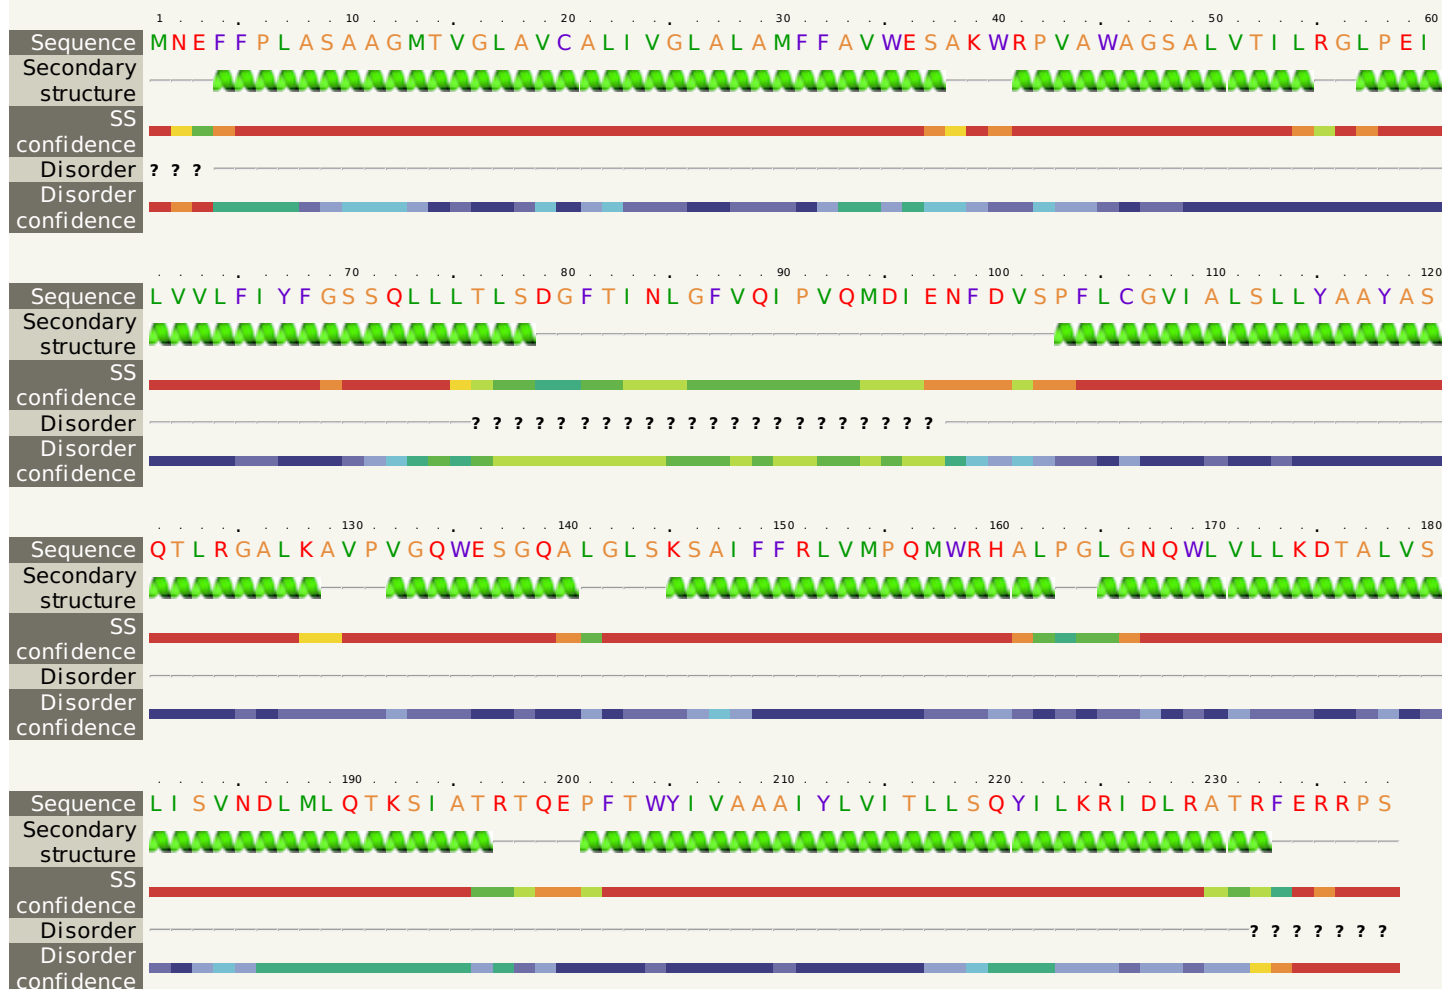 1 10 20 30 40 50 60
Sequence MNEFFPLASAAGMTVGLAVCALIVGLALAMFFAVWESAKWRPVAWAGSALVTILRGLPEI
Secondary
structure
SS
confidence
Disorder ? ? ?
Disorder
confidence
70 80 90 100 110 120
Sequence LVVLFIYFGSSQLLLTLSDGFTINLGFVQIPVQMDIENFDVSPFLCGVIALSLLYAAYAS
Secondary
structure
SS
confidence
Disorder ? ? ? ? ? ? ? ? ? ? ? ? ? ? ? ? ? ? ? ? ? ?
Disorder
confidence
130 140 150 160 170 180
Sequence QTLRGALKAVPVGQWESGQALGLSKSAIFFRLVMPQMWRHALPGLGNQWLVLLKDTALVS
Secondary
structure
SS
confidence
Disorder
Disorder
confidence
190 200 210 220 230
Sequence LISVNDLMLQTKSIATRTQEPFTWYIVAAAIYLVITLLSQYILKRIDLRATRFERRPS
Secondary
structure
SS
confidence
Disorder ? ? ? ? ? ? ?
Disorder
confidence